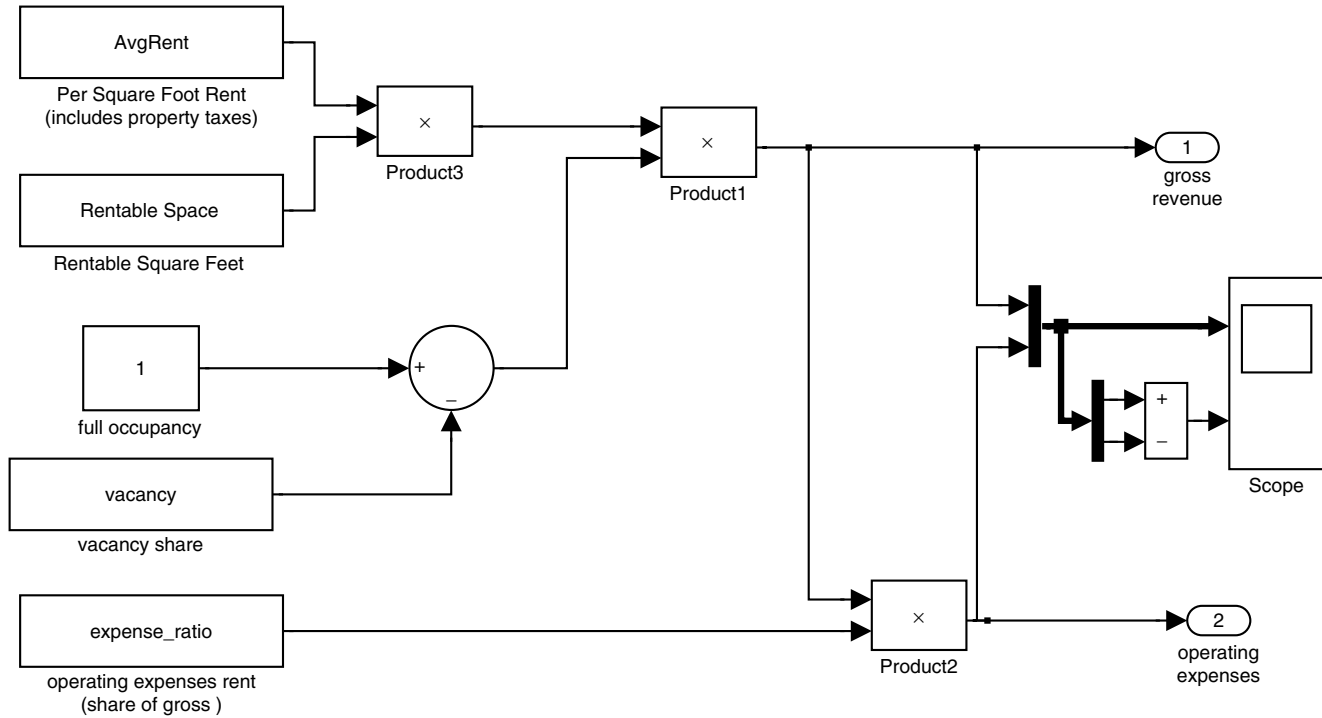 AvgRent
Per Square Foot Rent
(includes property taxes)
×
Product3
×
Product1
1
gross
revenue
Rentable Space
Rentable Square Feet
1
full occupancy
+
−
+
−
Scope
vacancy
vacancy share
expense_ratio
operating expenses rent
(share of gross )
×
Product2
2
operating
expenses